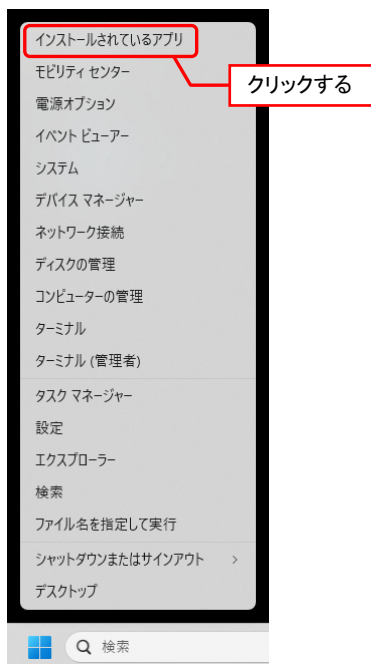 インストールされているアプリ
モビリティ センター
クリックする
電源オプション
イベント ビューアー
システム
デバイス マネージャー
ネットワーク接続
ディスクの管理
コンピューターの管理
ターミナル
ターミナル (管理者)
タスク マネージャー
設定
エクスプローラー
検索
ファイル名を指定して実行
シャットダウンまたはサインアウト
デスクトップ
検索